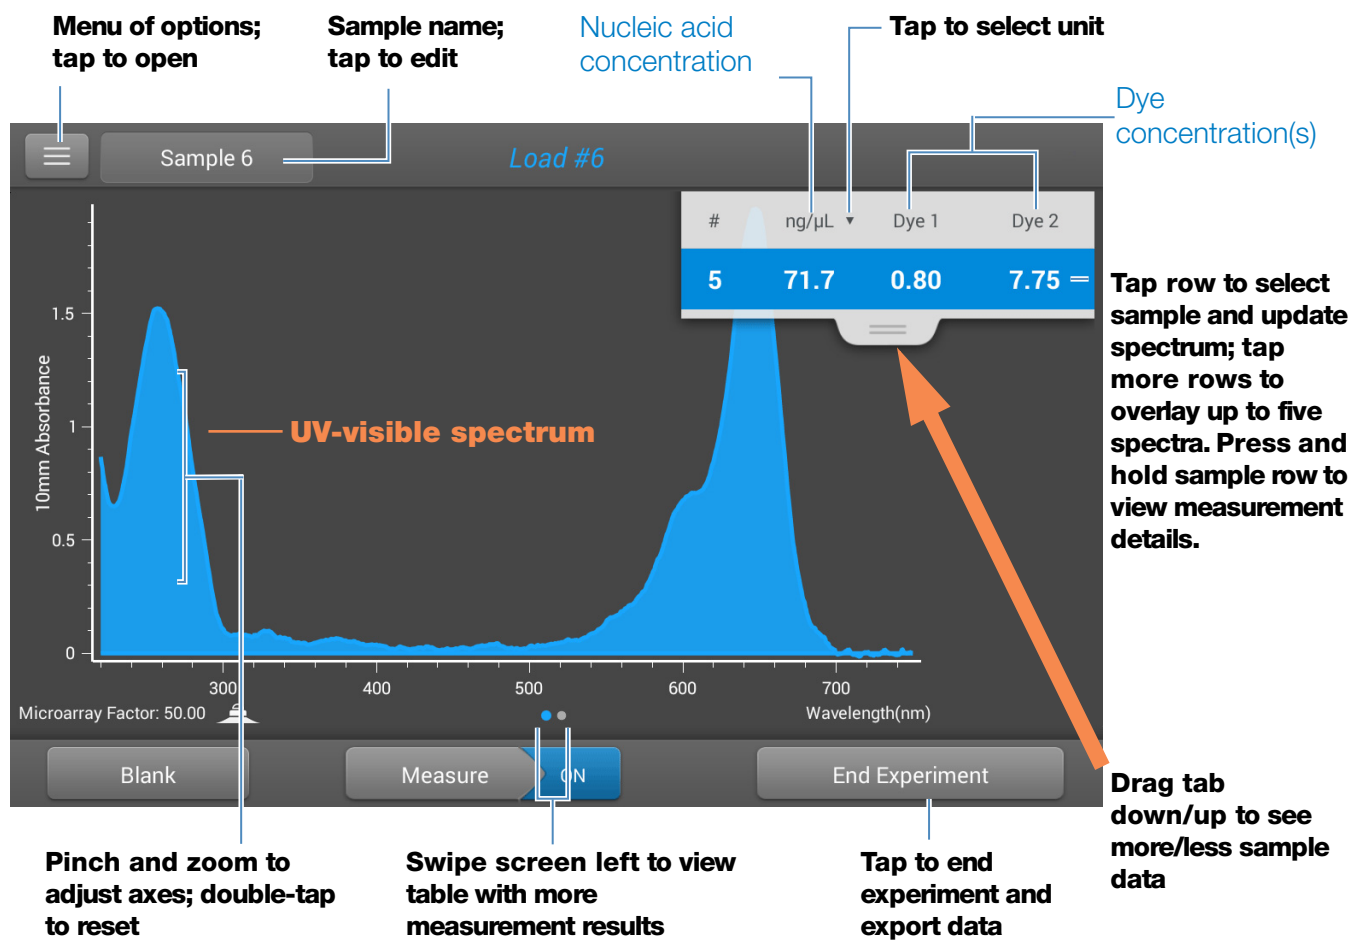 Menu of options;
tap to open
Sample name;
tap to edit
Nucleic acid
concentration
Tap to select unit
Dye
concentration(s)
Sample 6
Load #6
# ng/µL ▼ Dye 1 Dye 2
5 71.7 0.80 7.75
Tap row to select
sample and update
spectrum; tap
more rows to
overlay up to five
spectra. Press and
hold sample row to
view measurement
details.
10mm Absorbance
1.5
1
0.5
0
UV-visible spectrum
300 400 500 600 700
Microarray Factor: 50.00
Wavelength(nm)
Blank
Measure
ON
End Experiment
Drag tab
down/up to see
more/less sample
data
Pinch and zoom to
adjust axes; double-tap
to reset
Swipe screen left to view
table with more
measurement results
Tap to end
experiment and
export data